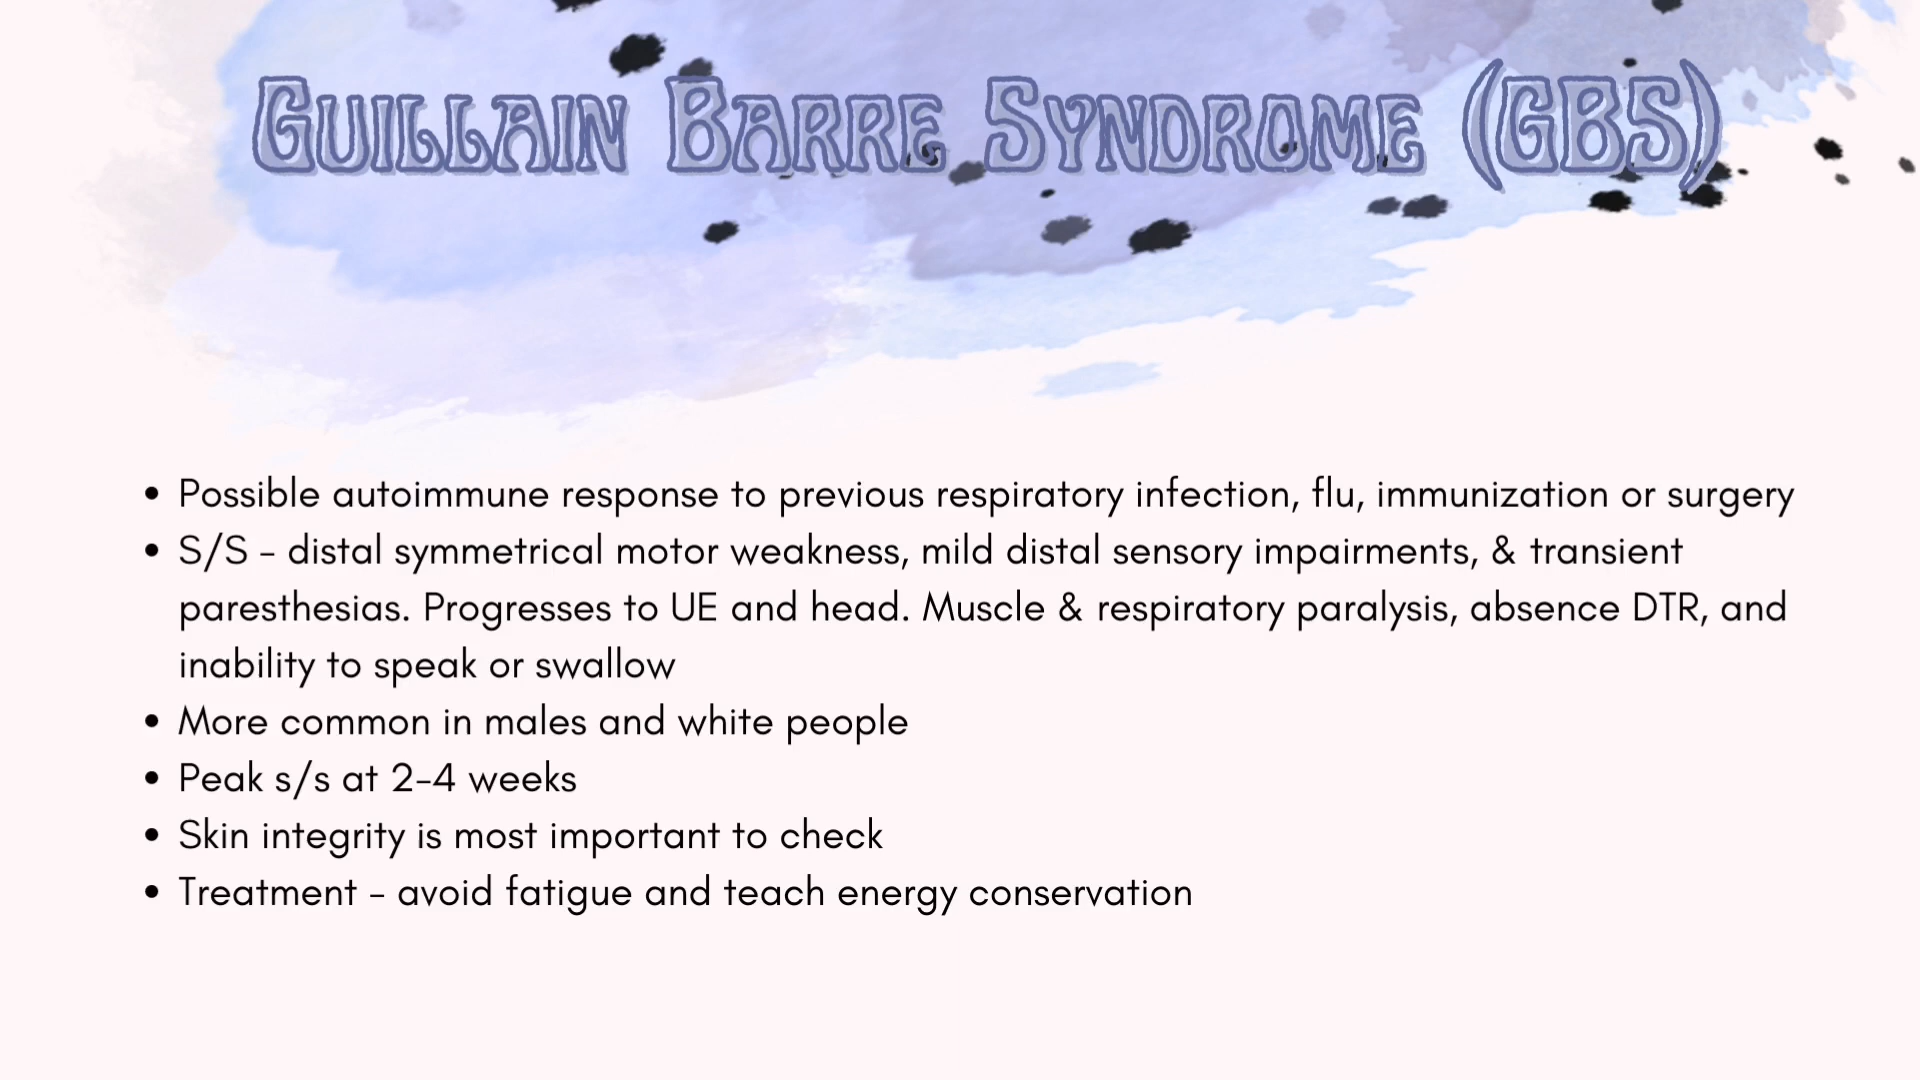 Guillain Barre Syndrome (GBS)
• Possible autoimmune response to previous respiratory infection, flu, immunization or surgery
• S/S - distal symmetrical motor weakness, mild distal sensory impairments, & transient
paresthesias. Progresses to UE and head. Muscle & respiratory paralysis, absence DTR, and
inability to speak or swallow
• More common in males and white people
• Peak s/s at 2-4 weeks
• Skin integrity is most important to check
• Treatment - avoid fatigue and teach energy conservation